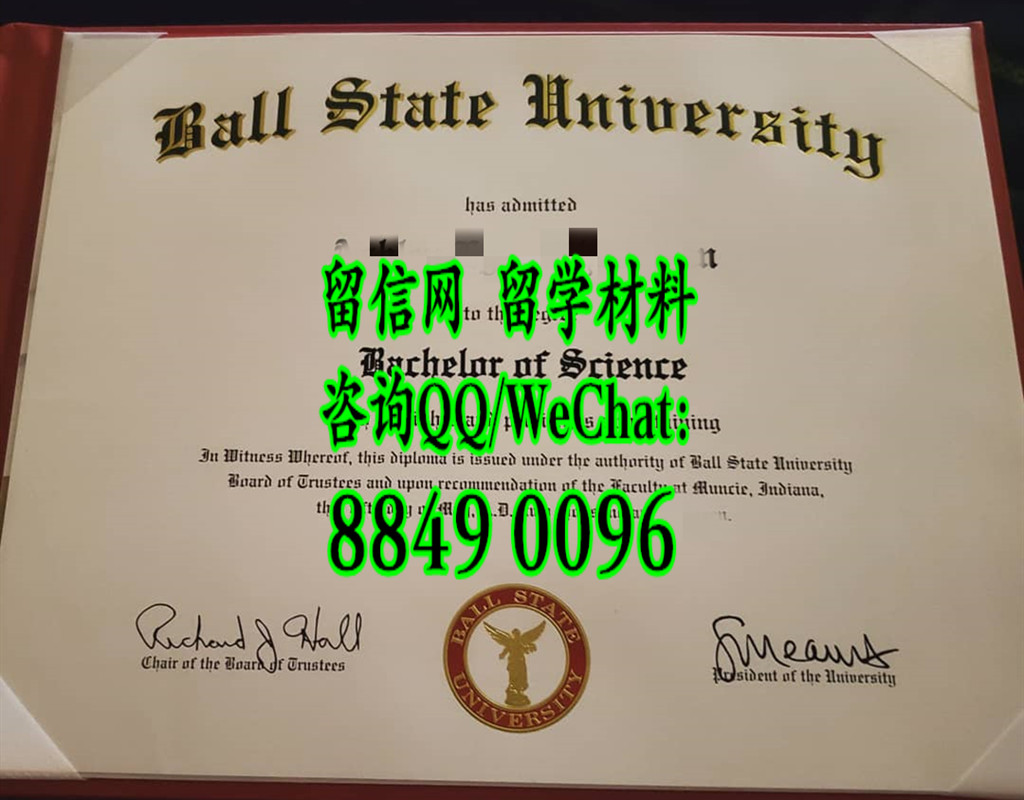 Ball State University
has admitted
n
留信网 留学材料
to the
Bachelor of Science
咨询QQ/WeChat:
In Witness Whereof, this diploma is issued under the authority of Ball State University
Board of Trustees and upon recommendation of the Faculty at Muncie, Indiana,
8849 0096
Richard J Hall
Chair of the Board of Trustees
BALL STATE
UNIVERSITY
President of the University